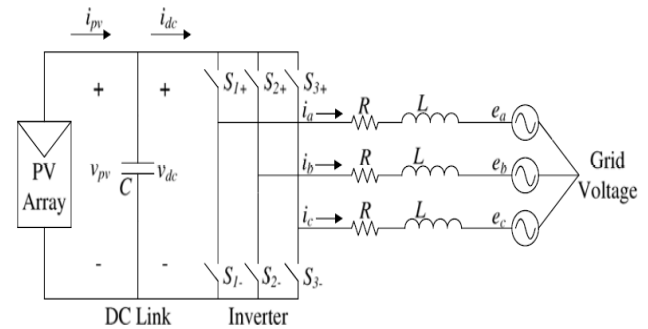 i_pv i_dc
+ + S_1+ S_2+ S_3+
i_a R L e_a
PV Array
v_pv C v_dc
i_b R L e_b
Grid Voltage
i_c R L e_c
- - S_1- S_2- S_3-
DC Link Inverter